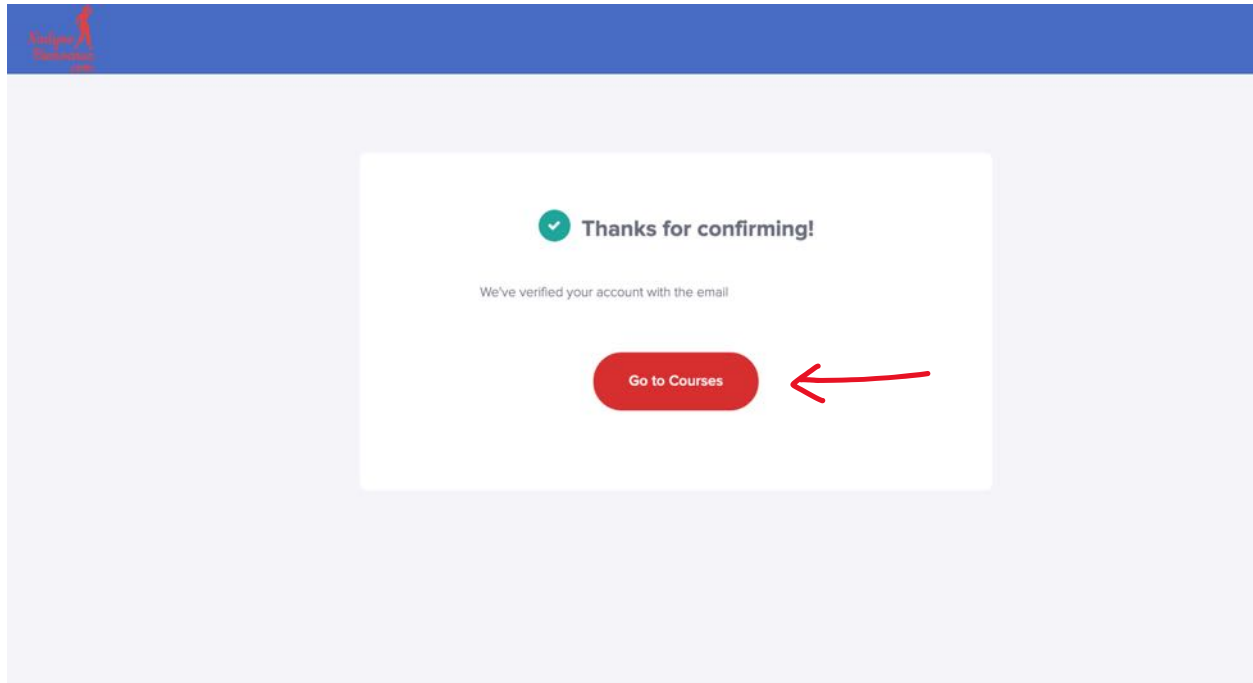 Thanks for confirming!
We've verified your account with the email
Go to Courses